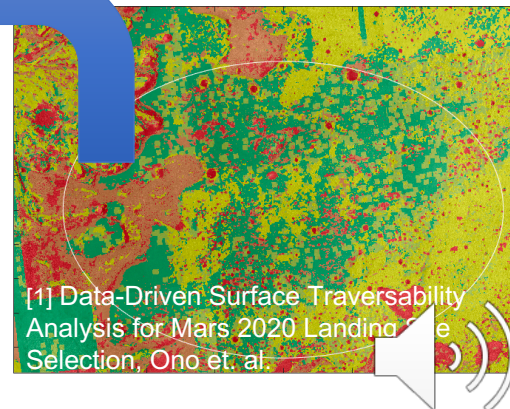 [1] Data-Driven Surface Traversability
Analysis for Mars 2020 Landing
Selection, Ono et. al.